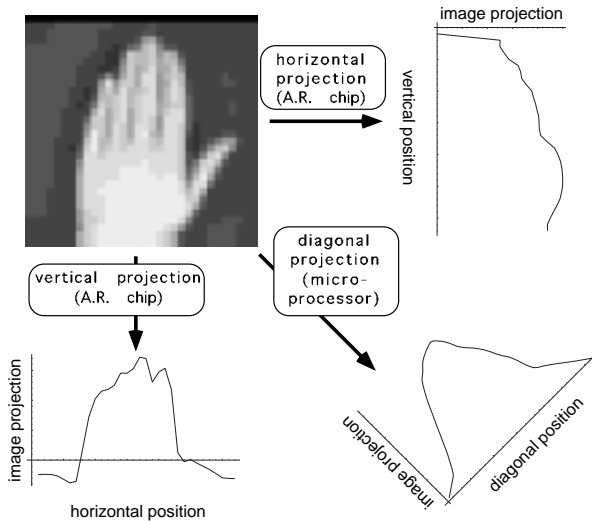 image projection
horizontal
projection
(A.R. chip)
vertical position
diagonal
projection
(micro-
processor)
vertical projection
(A.R. chip)
image projection
horizontal position
image projection
diagonal position